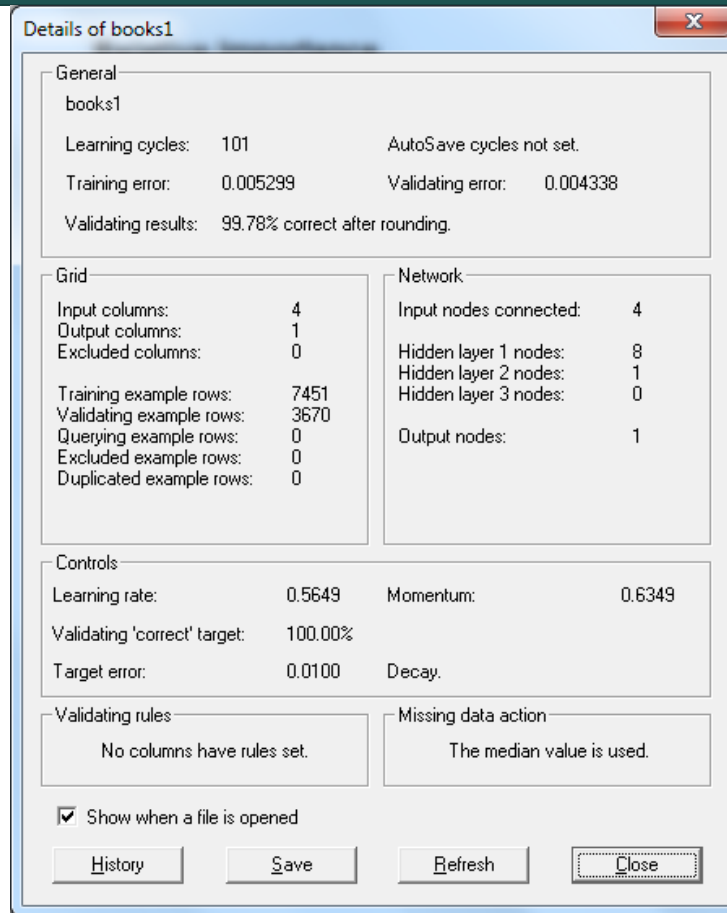 Details of books1
General
books1
Learning cycles: 101 AutoSave cycles not set.
Training error: 0.005299 Validating error: 0.004338
Validating results: 99.78% correct after rounding.
Grid
Input columns: 4
Output columns: 1
Excluded columns: 0
Training example rows: 7451
Validating example rows: 3670
Querying example rows: 0
Excluded example rows: 0
Duplicated example rows: 0
Network
Input nodes connected: 4
Hidden layer 1 nodes: 8
Hidden layer 2 nodes: 1
Hidden layer 3 nodes: 0
Output nodes: 1
Controls
Learning rate: 0.5649 Momentum: 0.6349
Validating 'correct' target: 100.00%
Target error: 0.0100 Decay.
Validating rules
No columns have rules set.
Missing data action
The median value is used.
Show when a file is opened
History Save Refresh Close